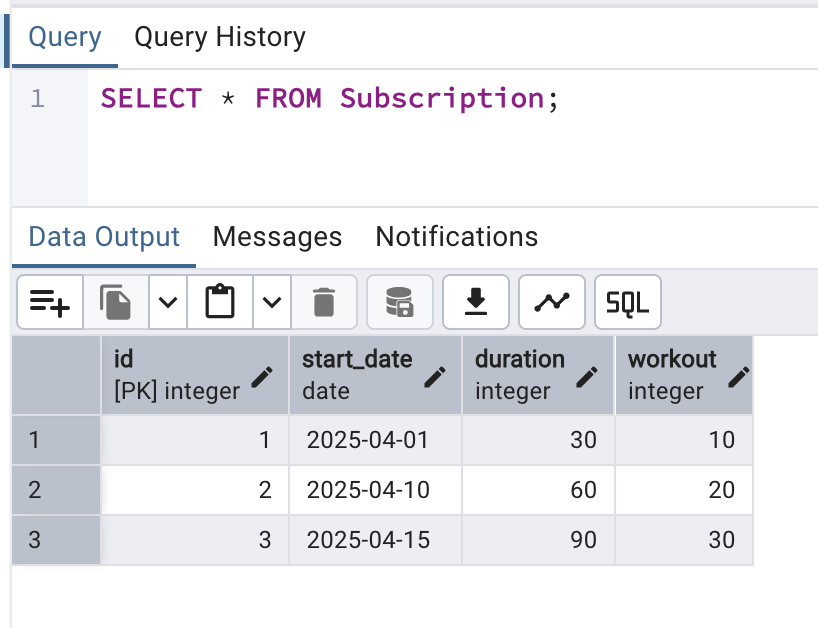 Query Query History
1 SELECT * FROM Subscription;
Data Output Messages Notifications
SQL
id start_date duration workout
[PK] integer date integer integer
1 1 2025-04-01 30 10
2 2 2025-04-10 60 20
3 3 2025-04-15 90 30